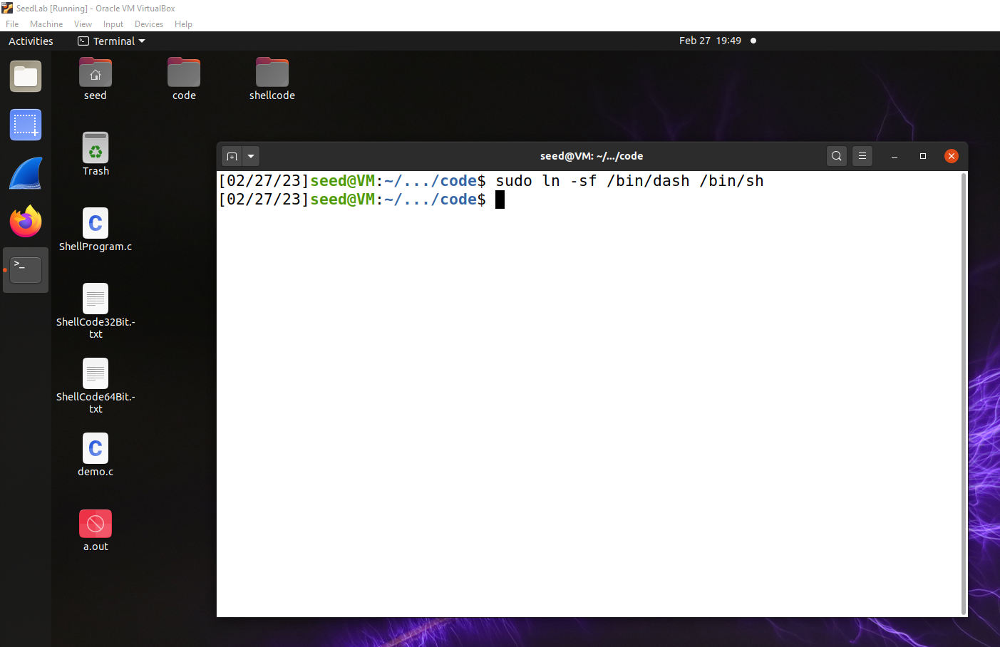 SeedLab [Running] - Oracle VM VirtualBox
File Machine View Input Devices Help
Activities Terminal Feb 27 19:49
seed code shellcode
Trash
ShellProgram.c
ShellCode32Bit.-
txt
ShellCode64Bit.-
txt
demo.c
a.out
seed@VM: ~/.../code
[02/27/23]seed@VM:~/.../code$ sudo ln -sf /bin/dash /bin/sh
[02/27/23]seed@VM:~/.../code$